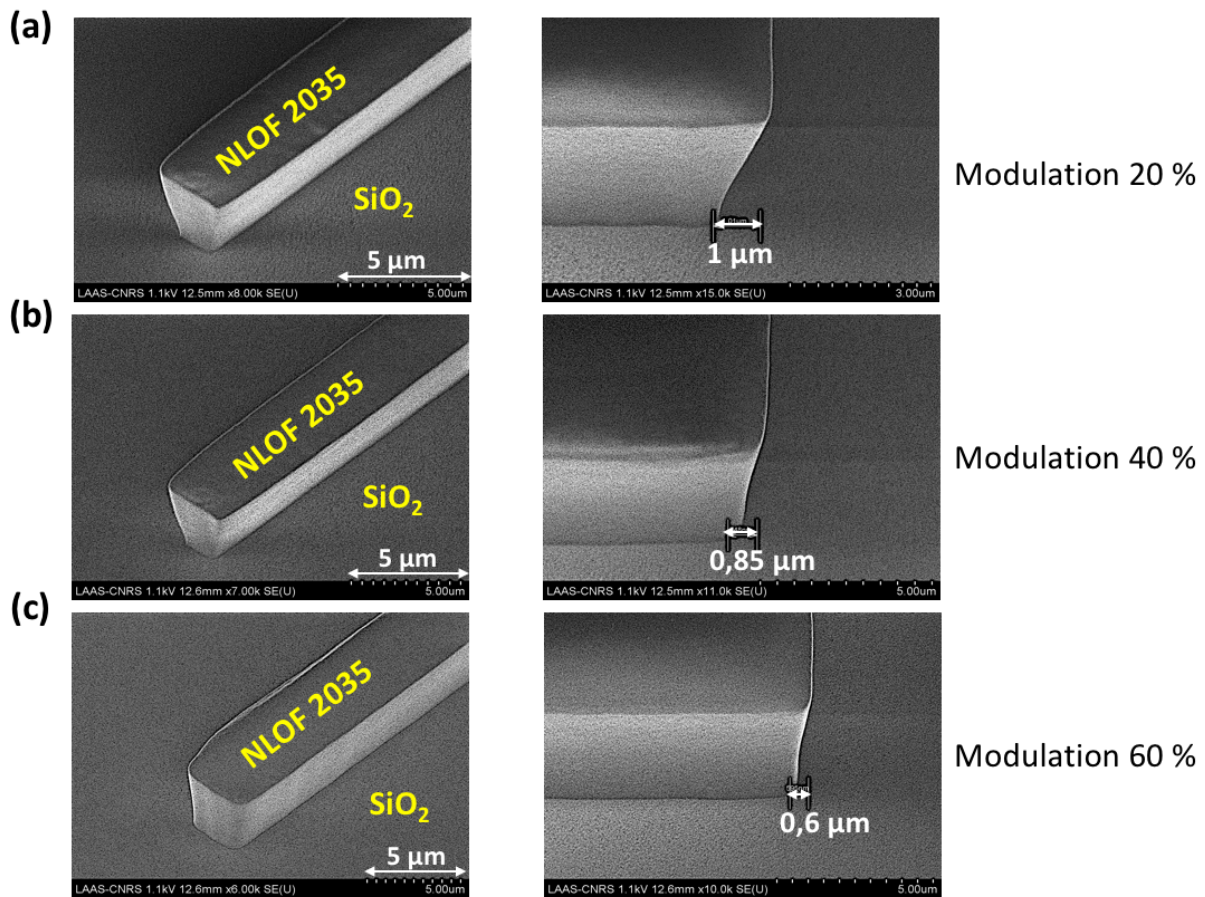 (a)
NLOF 2035
SiO₂
5 µm
LAAS-CNRS 1.1kV 12.5mm x8.00k SE(U) 5.00um
1 µm
LAAS-CNRS 1.1kV 12.5mm x15.0k SE(U) 3.00um
Modulation 20 %
(b)
NLOF 2035
SiO₂
5 µm
LAAS-CNRS 1.1kV 12.6mm x7.00k SE(U) 5.00um
0,85 µm
LAAS-CNRS 1.1kV 12.5mm x11.0k SE(U) 5.00um
Modulation 40 %
(c)
NLOF 2035
SiO₂
5 µm
LAAS-CNRS 1.1kV 12.6mm x6.00k SE(U) 5.00um
0,6 µm
LAAS-CNRS 1.1kV 12.6mm x10.0k SE(U) 5.00um
Modulation 60 %